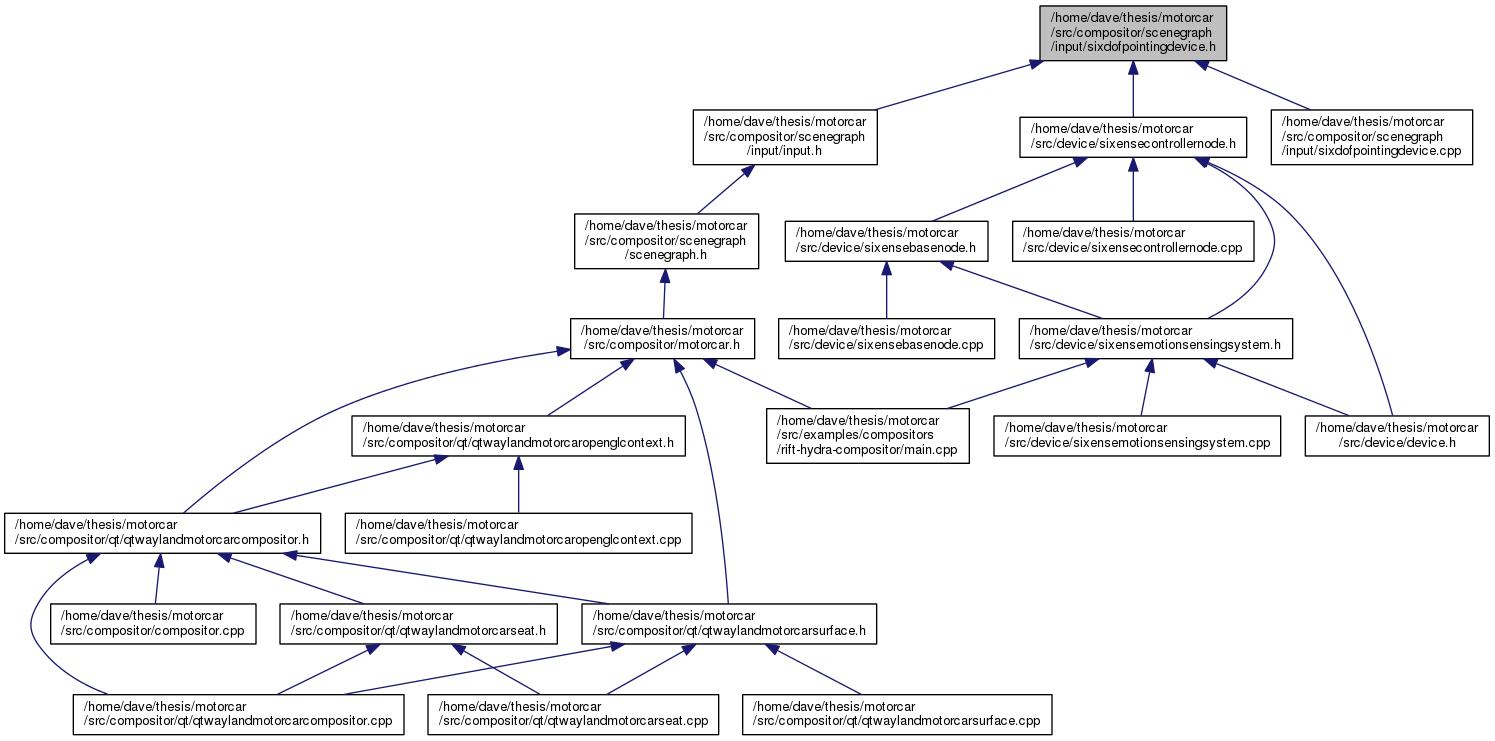 /home/dave/thesis/motorcar
/src/compositor/scenegraph
/input/sixdofpointingdevice.h
/home/dave/thesis/motorcar
/src/compositor/scenegraph
/input/input.h
/home/dave/thesis/motorcar
/src/device/sixensecontrollernode.h
/home/dave/thesis/motorcar
/src/compositor/scenegraph
/input/sixdofpointingdevice.cpp
/home/dave/thesis/motorcar
/src/compositor/scenegraph
/scenegraph.h
/home/dave/thesis/motorcar
/src/device/sixensebasenode.h
/home/dave/thesis/motorcar
/src/device/sixensecontrollernode.cpp
/home/dave/thesis/motorcar
/src/compositor/motorcar.h
/home/dave/thesis/motorcar
/src/device/sixensebasenode.cpp
/home/dave/thesis/motorcar
/src/device/sixensemotionsensingsystem.h
/home/dave/thesis/motorcar
/src/compositor/qt/qtwaylandmotorcaropenglcontext.h
/home/dave/thesis/motorcar
/src/examples/compositors
/rift-hydra-compositor/main.cpp
/home/dave/thesis/motorcar
/src/device/sixensemotionsensingsystem.cpp
/home/dave/thesis/motorcar
/src/device/device.h
/home/dave/thesis/motorcar
/src/compositor/qt/qtwaylandmotorcarcompositor.h
/home/dave/thesis/motorcar
/src/compositor/qt/qtwaylandmotorcaropenglcontext.cpp
/home/dave/thesis/motorcar
/src/compositor/compositor.cpp
/home/dave/thesis/motorcar
/src/compositor/qt/qtwaylandmotorcarseat.h
/home/dave/thesis/motorcar
/src/compositor/qt/qtwaylandmotorcarsurface.h
/home/dave/thesis/motorcar
/src/compositor/qt/qtwaylandmotorcarcompositor.cpp
/home/dave/thesis/motorcar
/src/compositor/qt/qtwaylandmotorcarseat.cpp
/home/dave/thesis/motorcar
/src/compositor/qt/qtwaylandmotorcarsurface.cpp